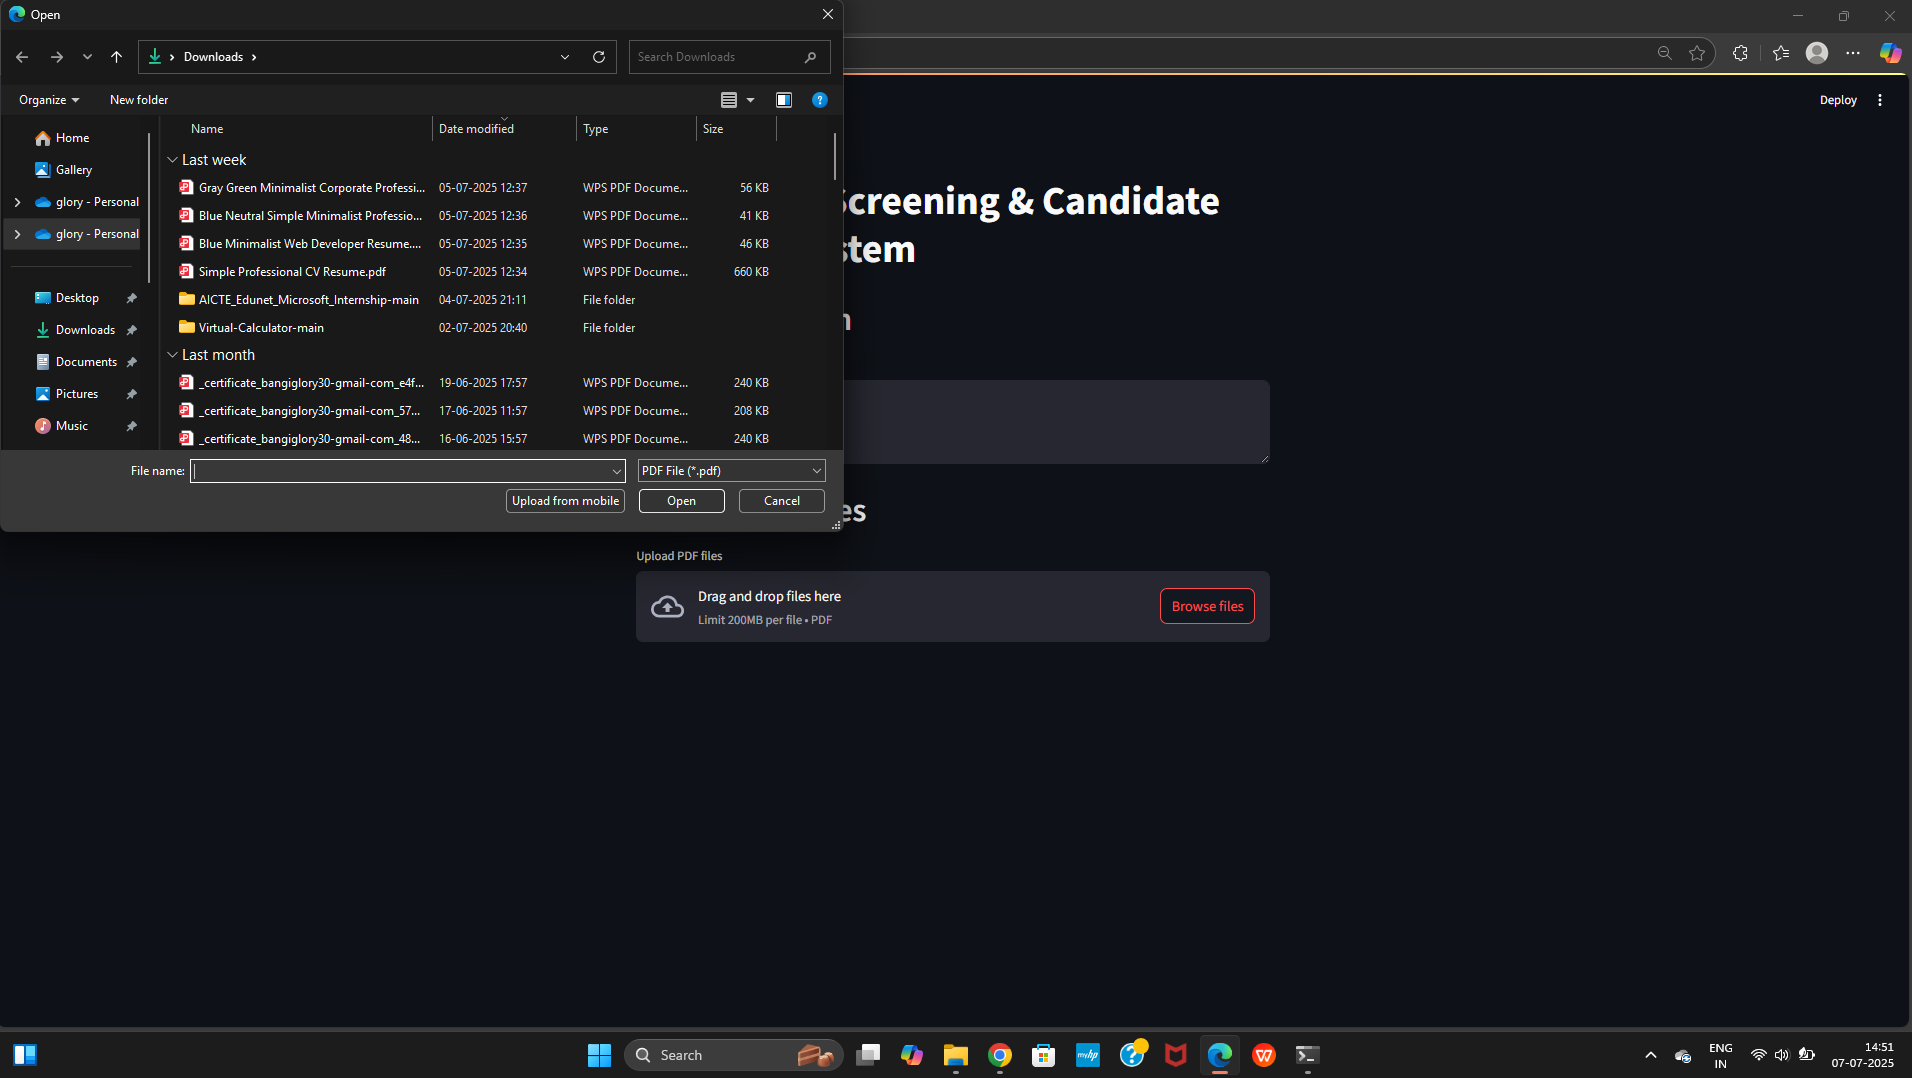 Open
Downloads
Search Downloads
Organize
New folder
?
Home
Gallery
glory - Personal
glory - Personal
Desktop
Downloads
Documents
Pictures
Music
Name Date modified Type Size
Last week
Gray Green Minimalist Corporate Professi... 05-07-2025 12:37 WPS PDF Docume... 56 KB
Blue Neutral Simple Minimalist Professio... 05-07-2025 12:36 WPS PDF Docume... 41 KB
Blue Minimalist Web Developer Resume.... 05-07-2025 12:35 WPS PDF Docume... 46 KB
Simple Professional CV Resume.pdf 05-07-2025 12:34 WPS PDF Docume... 660 KB
AICTE_Edunet_Microsoft_Internship-main 04-07-2025 21:11 File folder
Virtual-Calculator-main 02-07-2025 20:40 File folder
Last month
_certificate_bangiglory30-gmail-com_e4f... 19-06-2025 17:57 WPS PDF Docume... 240 KB
_certificate_bangiglory30-gmail-com_57... 17-06-2025 11:57 WPS PDF Docume... 208 KB
_certificate_bangiglory30-gmail-com_48... 16-06-2025 15:57 WPS PDF Docume... 240 KB
File name: PDF File (*.pdf)
Upload from mobile Open Cancel
Deploy
Screening & Candidate
stem
n
es
Upload PDF files
Drag and drop files here
Limit 200MB per file • PDF
Browse files
Search
myhp
?
W
ENG
IN
14:51
07-07-2025